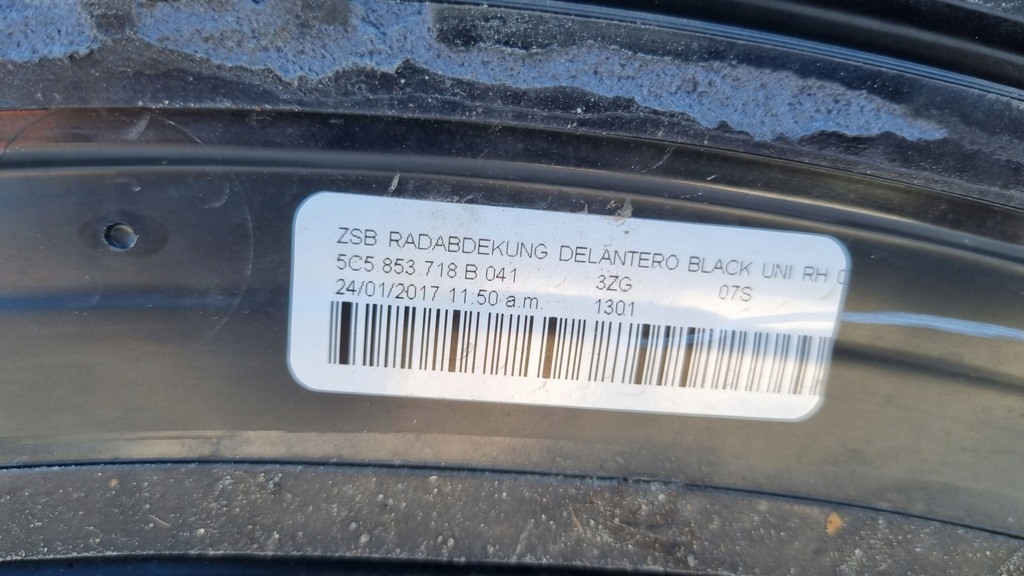 ZSB RADABDEKUNG DELANTERO BLACK UNI RH
5C5 853 718 B 041 3ZG 07S
24/01/2017 11:50 a.m. 1301